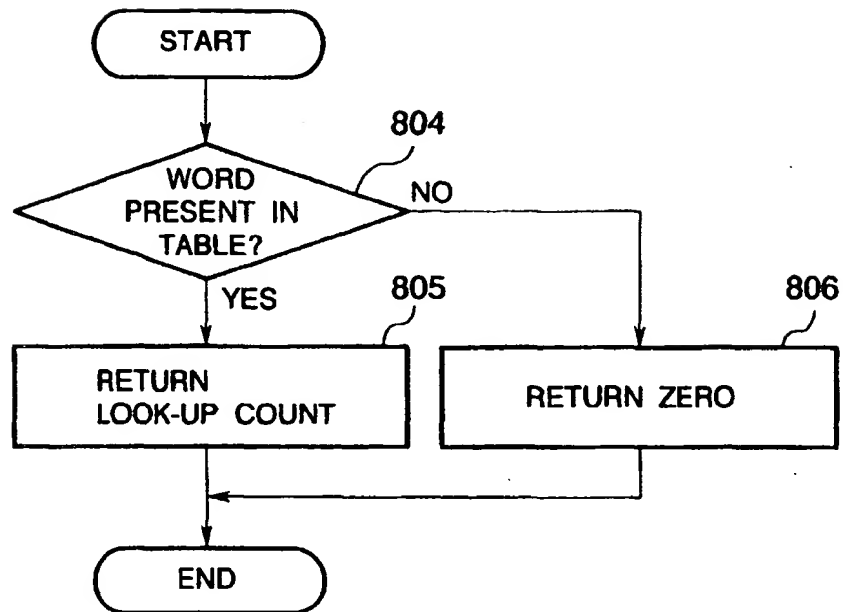 START
804
WORD
PRESENT IN
TABLE?
NO
YES
805
RETURN
LOOK-UP COUNT
806
RETURN ZERO
END